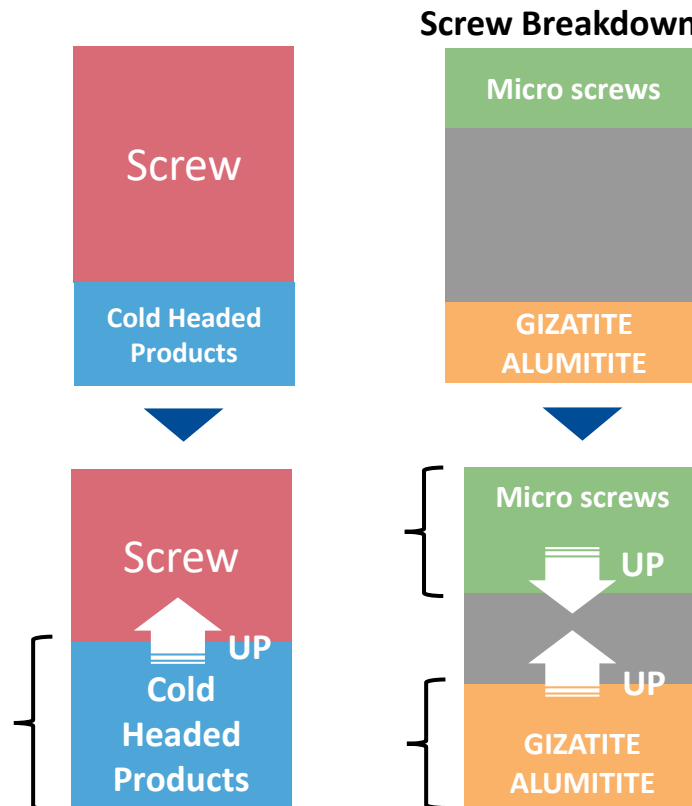 Screw Breakdown
Screw
Cold Headed
Products
Micro screws
GIZATITE
ALUMITITE
Screw
UP
Cold
Headed
Products
Micro screws
UP
UP
GIZATITE
ALUMITITE